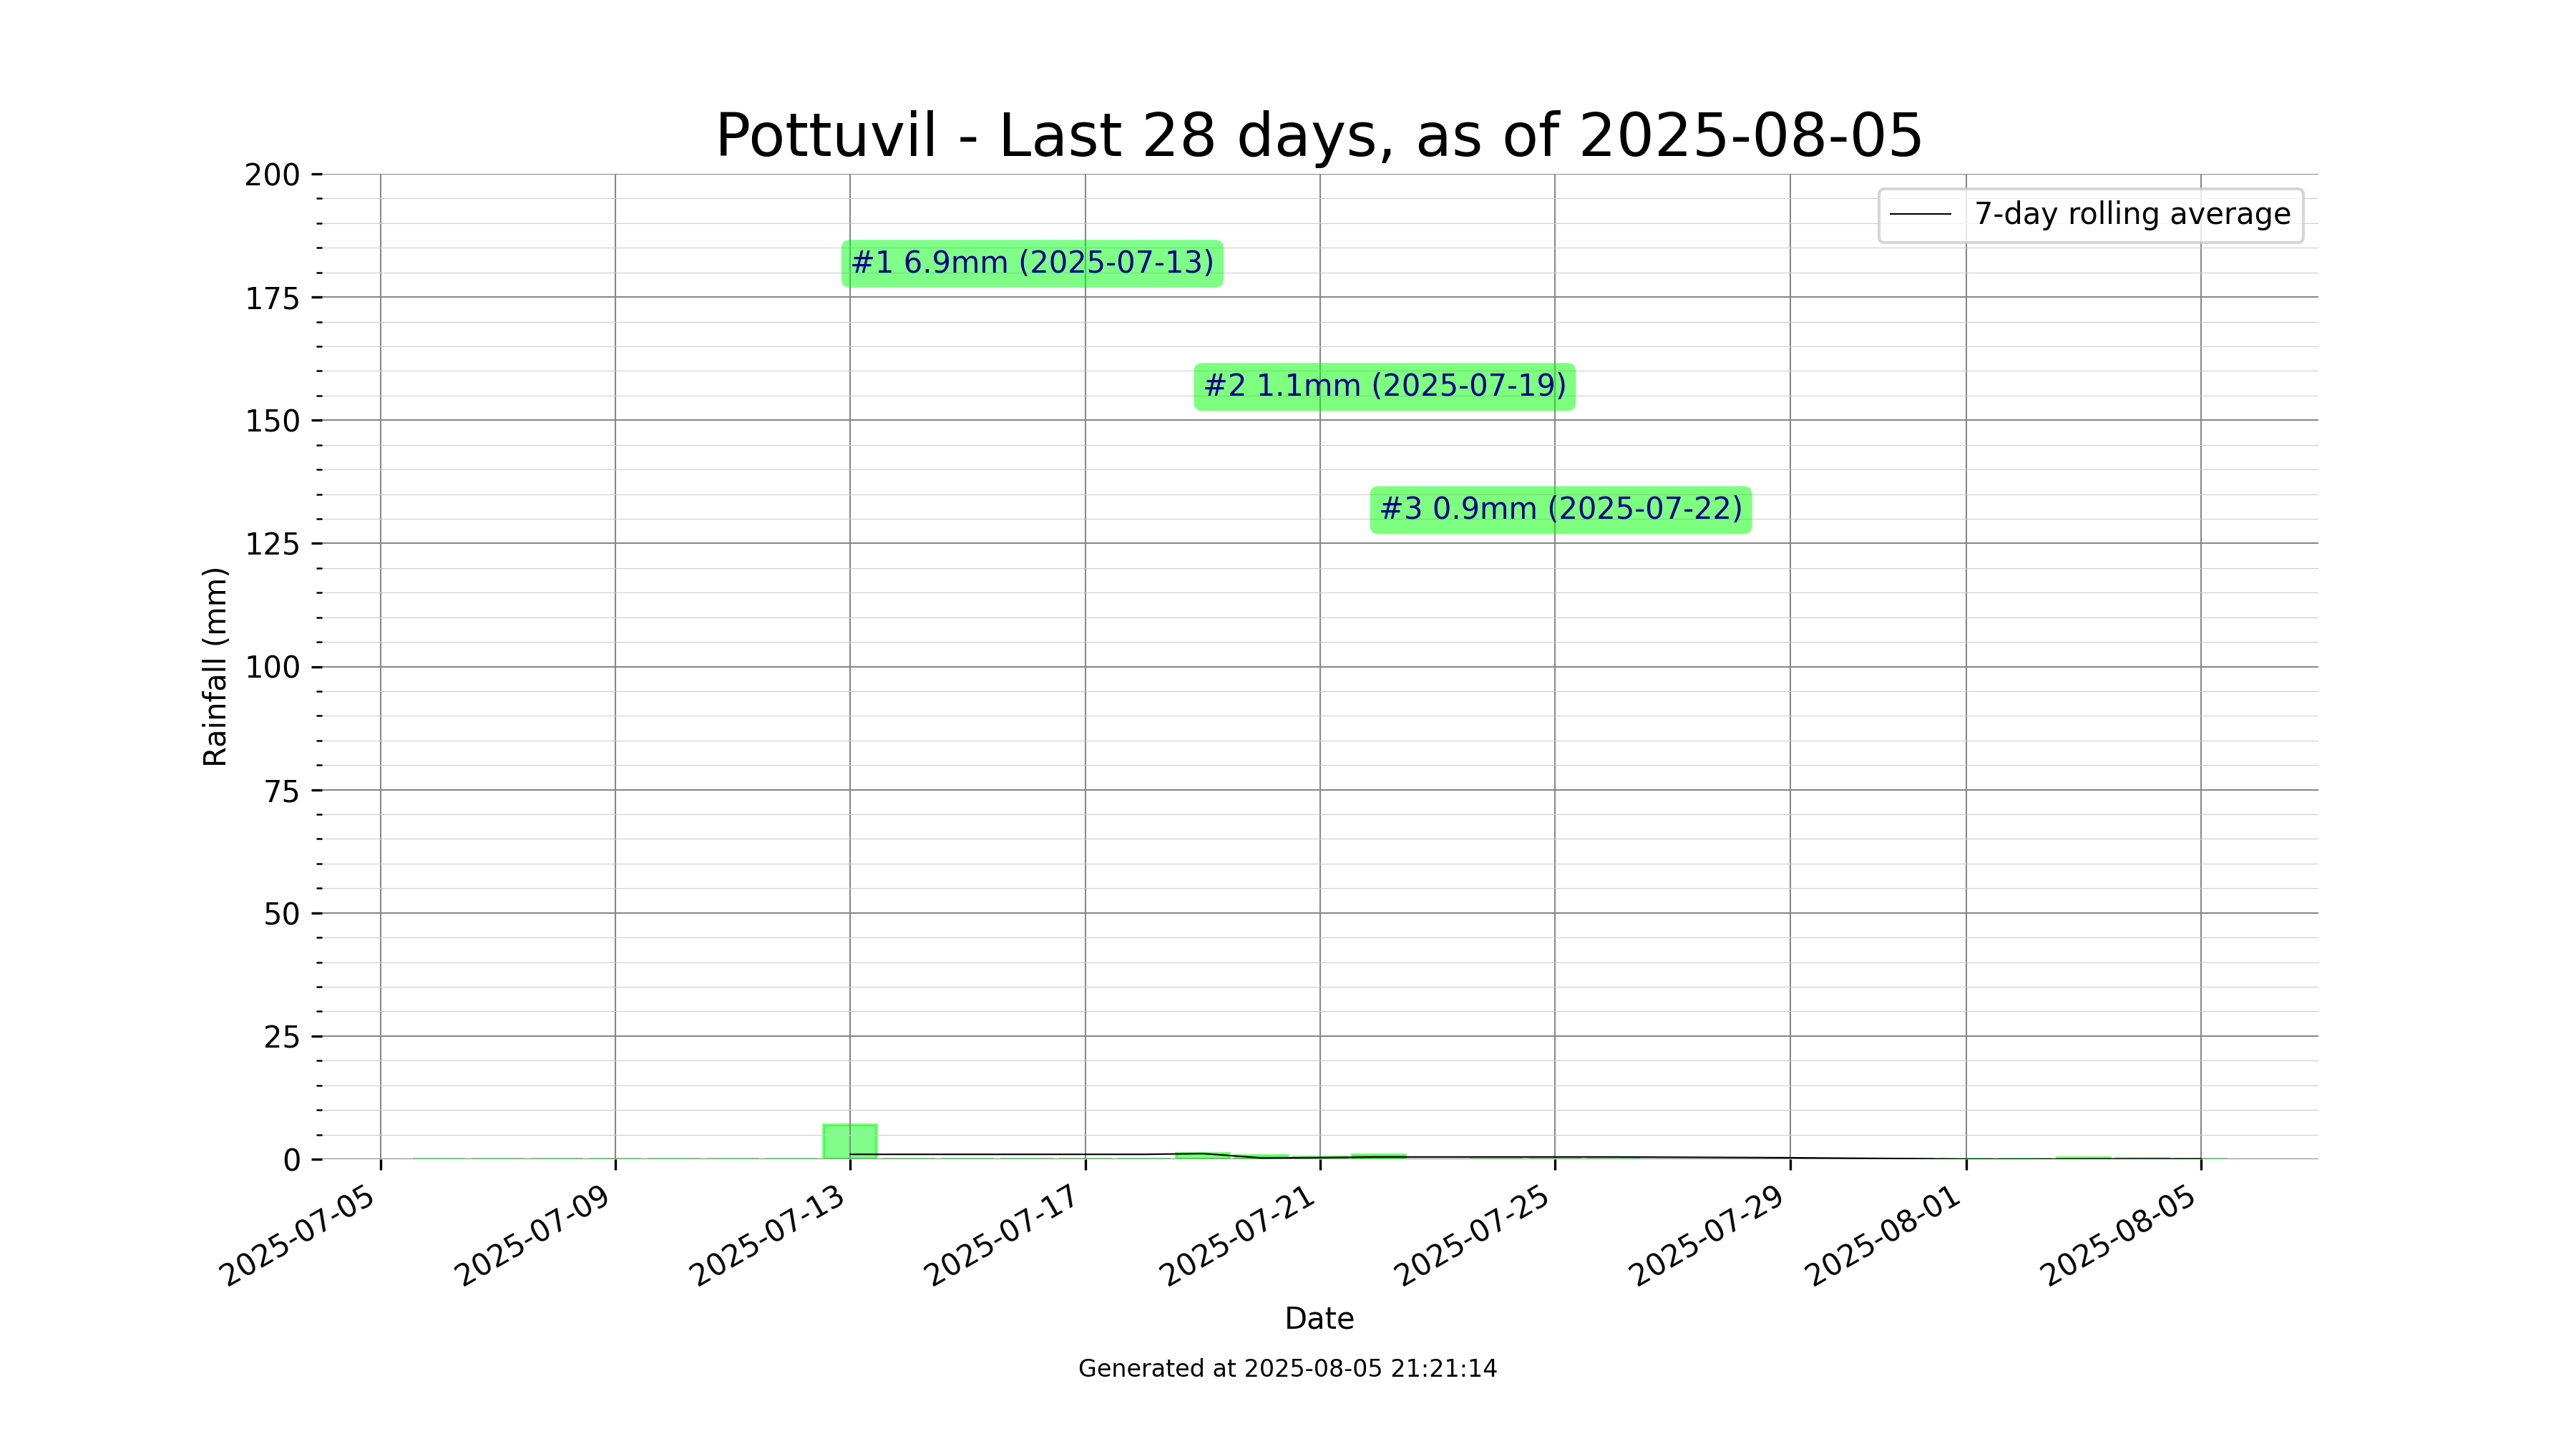 Pottuvil - Last 28 days, as of 2025-08-05
200
175
150
125
100
75
50
25
0
Rainfall (mm)
7-day rolling average
#1 6.9mm (2025-07-13)
#2 1.1mm (2025-07-19)
#3 0.9mm (2025-07-22)
2025-07-05
2025-07-09
2025-07-13
2025-07-17
2025-07-21
2025-07-25
2025-07-29
2025-08-01
2025-08-05
Date
Generated at 2025-08-05 21:21:14